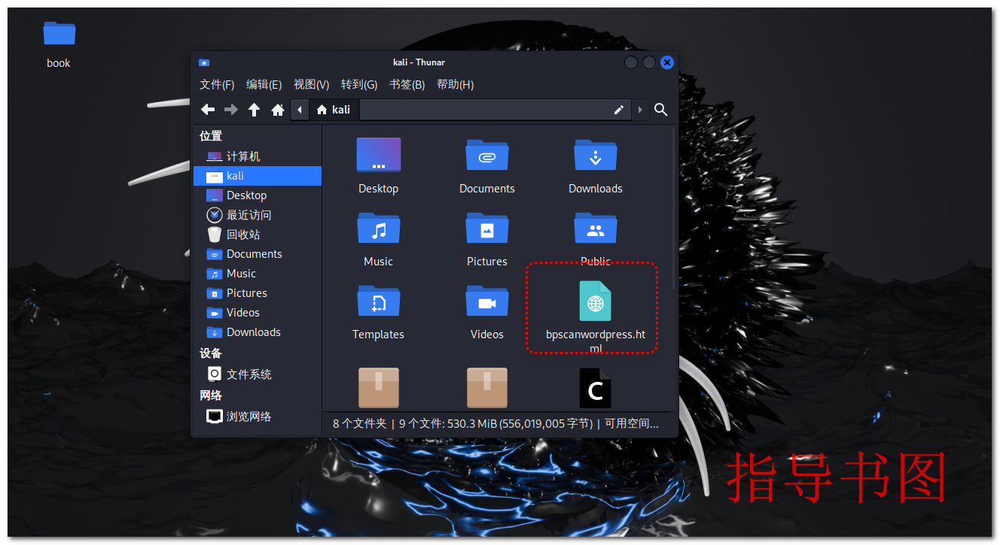 book
kali - Thunar
文件(F) 编辑(E) 视图(V) 转到(G) 书签(B) 帮助(H)
kali
位置
计算机
kali
Desktop
最近访问
回收站
Documents
Music
Pictures
Videos
Downloads
设备
文件系统
网络
浏览网络
Desktop
Documents
Downloads
Music
Pictures
Public
Templates
Videos
bpscanwordpress.ht
ml
C
8 个文件夹 | 9 个文件: 530.3 MiB (556,019,005 字节) | 可用空间...
指导书图